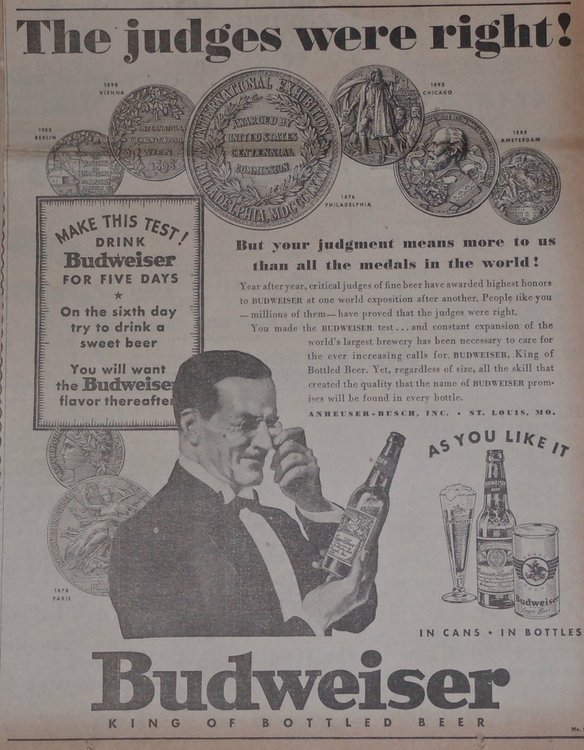 The judges were right!
1898
VIENNA
1908
BERLIN
1893
CHICAGO
1883
AMSTERDAM
INTERNATIONAL EXHIBITION
AWARDED BY
UNITED STATES
CENTENNIAL
COMMISSION
PHILADELPHIA, MDCCCLXXVI
1876
PHILADELPHIA
WIEN
1898
MAKE THIS TEST!
DRINK
Budweiser
FOR FIVE DAYS
On the sixth day
try to drink a
sweet beer
You will want
the Budweise
flavor thereafter
But your judgment means more to us
than all the medals in the world!
Year after year, critical judges of fine beer have awarded highest honors
to BUDWEISER at one world exposition after another. People like you
— millions of them — have proved that the judges were right.
You made the BUDWEISER test . . . and constant expansion of the
world's largest brewery has been necessary to care for
the ever increasing calls for BUDWEISER, King of
Bottled Beer. Yet, regardless of size, all the skill that
created the quality that the name of BUDWEISER prom-
ises will be found in every bottle.
ANHEUSER-BUSCH, INC. • ST. LOUIS, MO.
AS YOU LIKE IT
BUDWEISER
Budweiser
Lager Beer
1878
PARIS
IN CANS • IN BOTTLES
Budweiser
KING OF BOTTLED BEER
No.